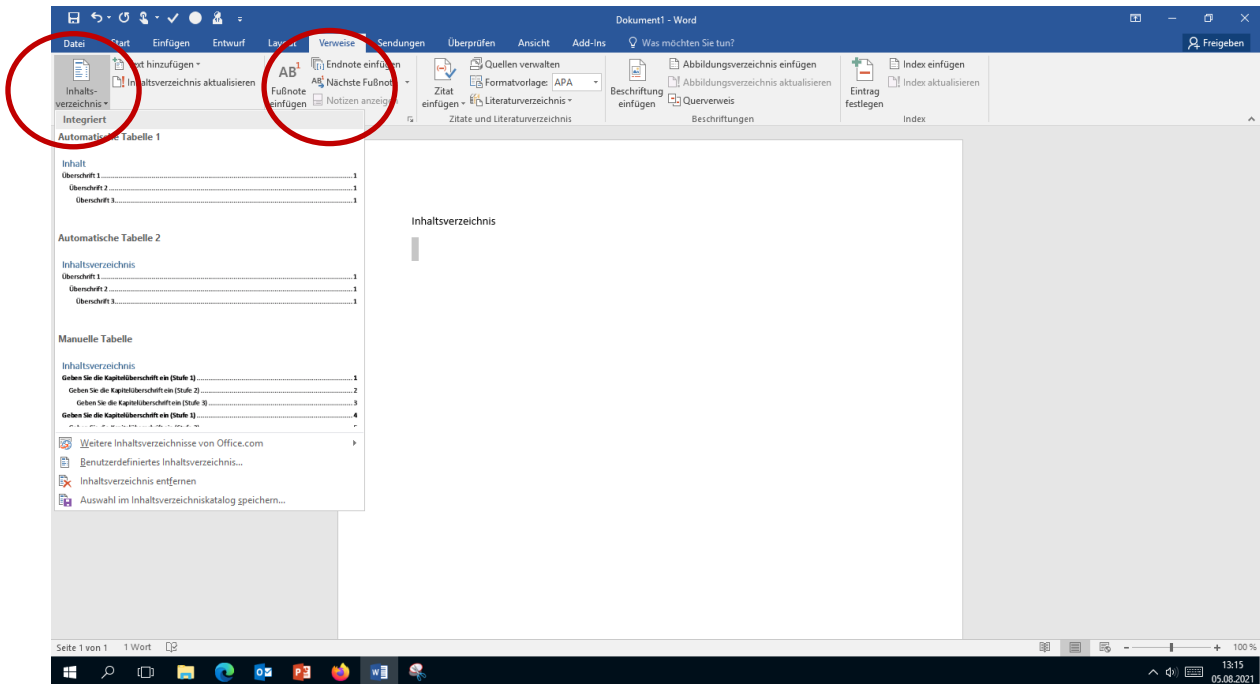 Dokument1 - Word
Datei Start Einfügen Entwurf Layout Verweise Sendungen Überprüfen Ansicht Add-Ins Was möchten Sie tun? Freigeben
Inhalts-
verzeichnis
Text hinzufügen
Inhaltsverzeichnis aktualisieren
AB1
Fußnote
einfügen
Endnote einfügen
AB1 Nächste Fußnote
Notizen anzeigen
Zitat
einfügen
Quellen verwalten
Formatvorlage: APA
Literaturverzeichnis
Zitate und Literaturverzeichnis
Beschriftung
einfügen
Abbildungsverzeichnis einfügen
Abbildungsverzeichnis aktualisieren
Querverweis
Beschriftungen
Eintrag
festlegen
Index einfügen
Index aktualisieren
Index
Integriert
Automatische Tabelle 1
Inhalt
Überschrift 1 1
Überschrift 2 1
Überschrift 3 1
Automatische Tabelle 2
Inhaltsverzeichnis
Überschrift 1 1
Überschrift 2 1
Überschrift 3 1
Manuelle Tabelle
Inhaltsverzeichnis
Geben Sie die Kapitelüberschrift ein (Stufe 1) 1
Geben Sie die Kapitelüberschrift ein (Stufe 2) 2
Geben Sie die Kapitelüberschrift ein (Stufe 3) 3
Geben Sie die Kapitelüberschrift ein (Stufe 1) 4
Weitere Inhaltsverzeichnisse von Office.com
Benutzerdefiniertes Inhaltsverzeichnis...
Inhaltsverzeichnis entfernen
Auswahl im Inhaltsverzeichniskatalog speichern...
Inhaltsverzeichnis
Seite 1 von 1 1 Wort 100 %
13:15
05.08.2021